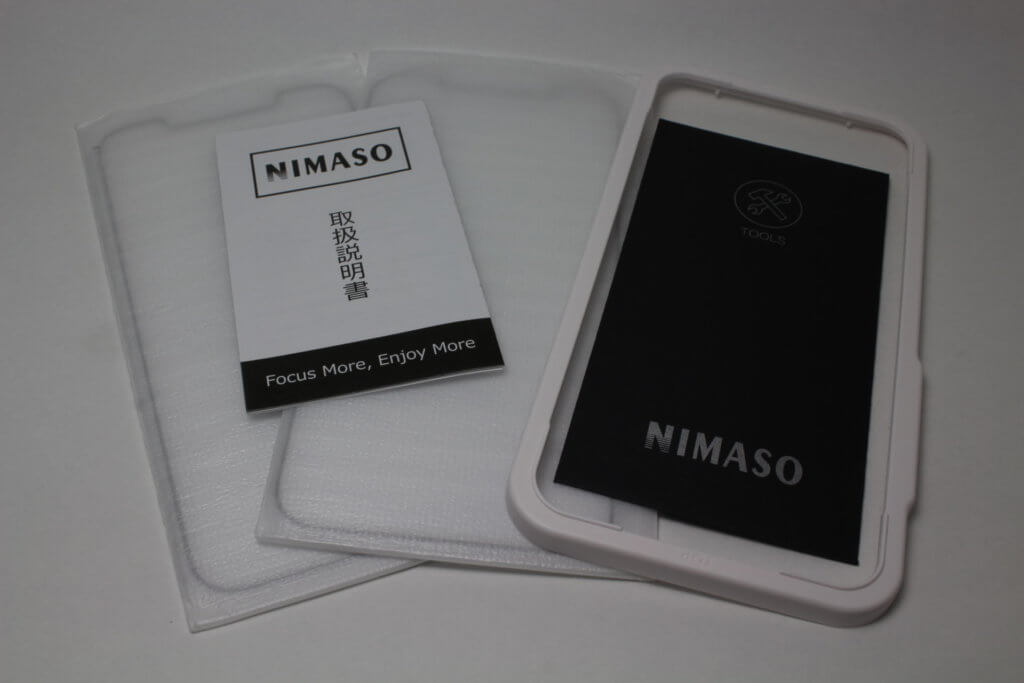 NIMASO
取扱説明書
Focus More, Enjoy More
TOOLS
NIMASO